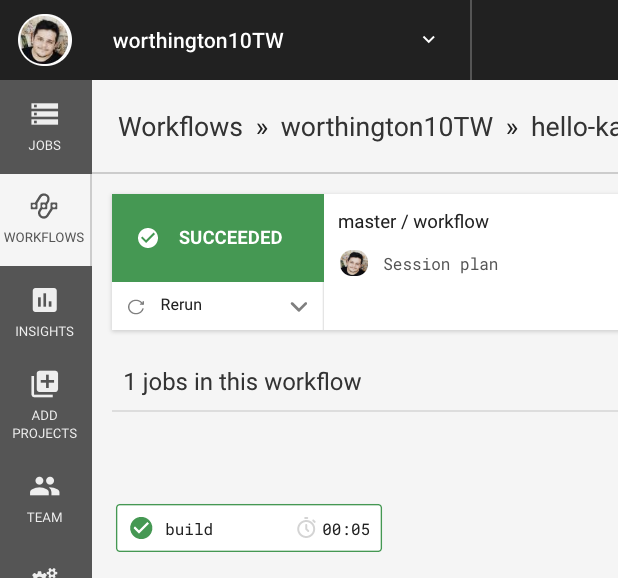 worthington10TW
JOBS
WORKFLOWS
INSIGHTS
ADD
PROJECTS
TEAM
Workflows » worthington10TW » hello-ka
SUCCEEDED
Rerun
master / workflow
Session plan
1 jobs in this workflow
build 00:05